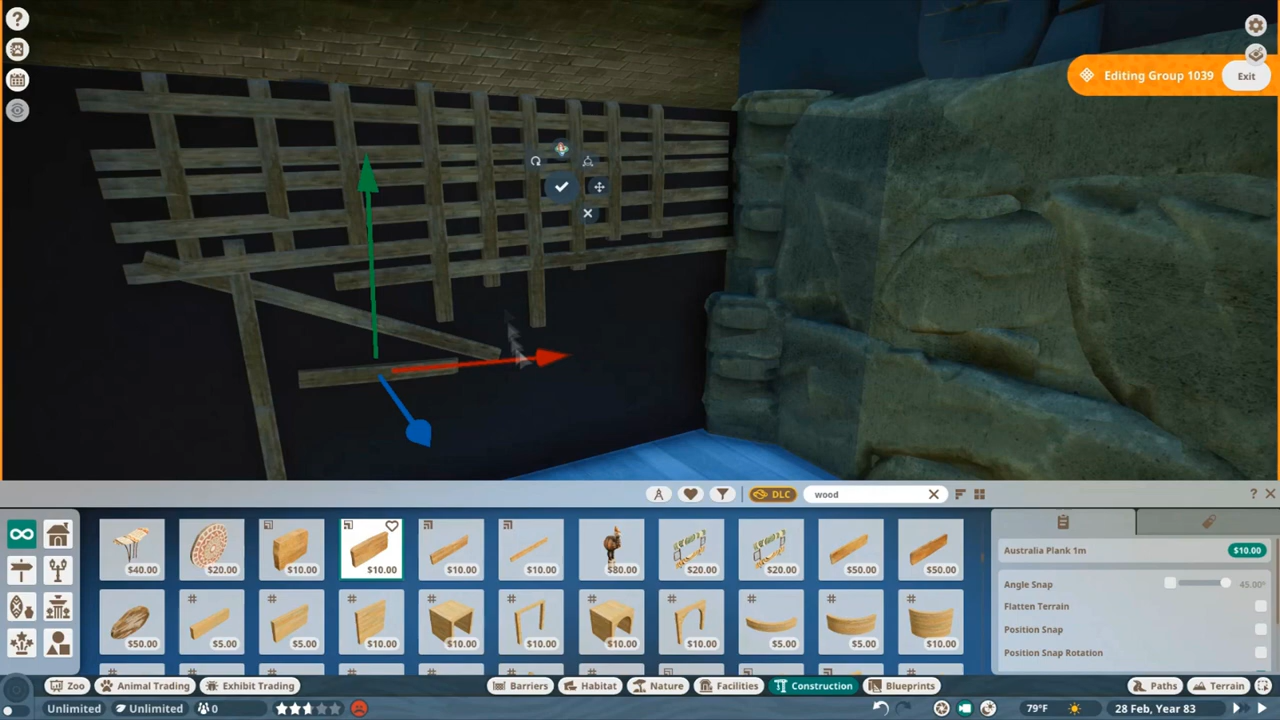 Editing Group 1039
Exit
DLC
wood
$40.00
$20.00
$10.00
$10.00
$10.00
$10.00
$80.00
$20.00
$20.00
$50.00
$50.00
$50.00
$5.00
$5.00
$10.00
$10.00
$10.00
$10.00
$10.00
$5.00
$5.00
$10.00
Australia Plank 1m
$10.00
Angle Snap
45.00°
Flatten Terrain
Position Snap
Position Snap Rotation
Zoo
Animal Trading
Exhibit Trading
Barriers
Habitat
Nature
Facilities
Construction
Blueprints
Paths
Terrain
Unlimited
Unlimited
0
79°F
28 Feb, Year 83